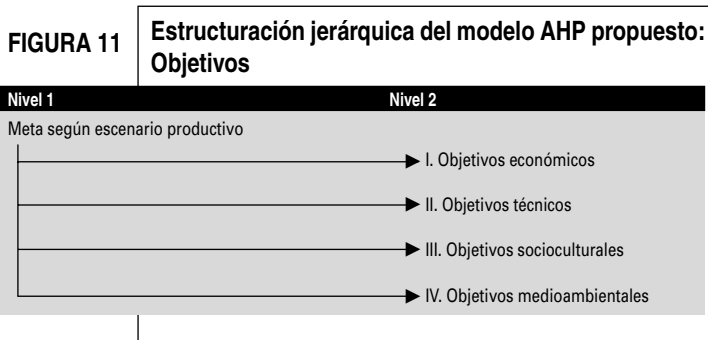 FIGURA 11
Estructuración jerárquica del modelo AHP propuesto:
Objetivos
Nivel 1 Nivel 2
Meta según escenario productivo
I. Objetivos económicos
II. Objetivos técnicos
III. Objetivos socioculturales
IV. Objetivos medioambientales